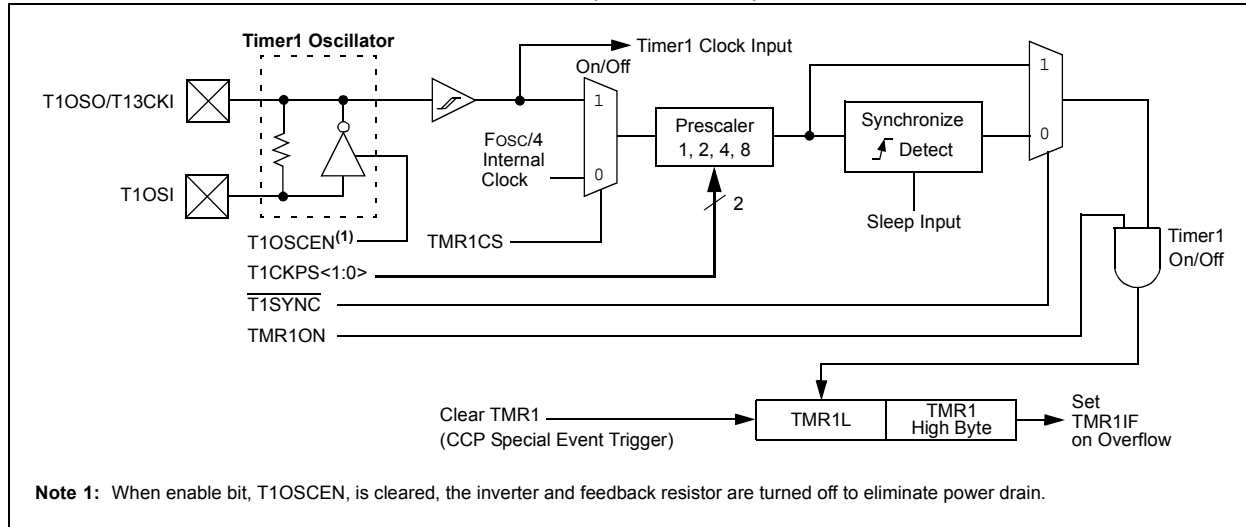 Timer1 Oscillator
Timer1 Clock Input
On/Off
T1OSO/T13CKI
1
1
Prescaler
1, 2, 4, 8
Synchronize
Detect
0
FOSC/4
Internal
Clock
0
T1OSI
2
Sleep Input
T1OSCEN(1)
TMR1CS
Timer1
On/Off
T1CKPS<1:0>
T1SYNC
TMR1ON
Clear TMR1
(CCP Special Event Trigger)
TMR1L
TMR1
High Byte
Set
TMR1IF
on Overflow
Note 1: When enable bit, T1OSCEN, is cleared, the inverter and feedback resistor are turned off to eliminate power drain.